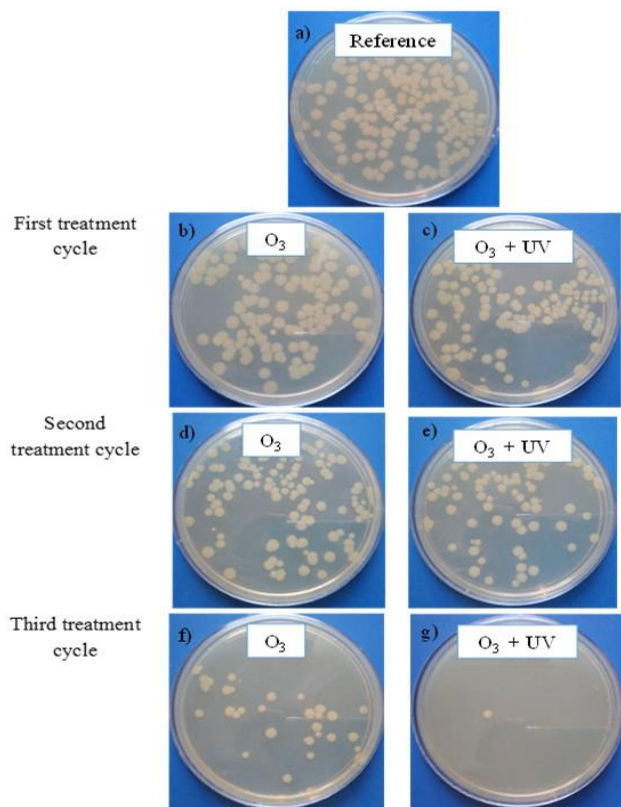 a) Reference
First treatment
cycle
b) O₃
c) O₃ + UV
Second
treatment cycle
d) O₃
e) O₃ + UV
Third treatment
cycle
f) O₃
g) O₃ + UV